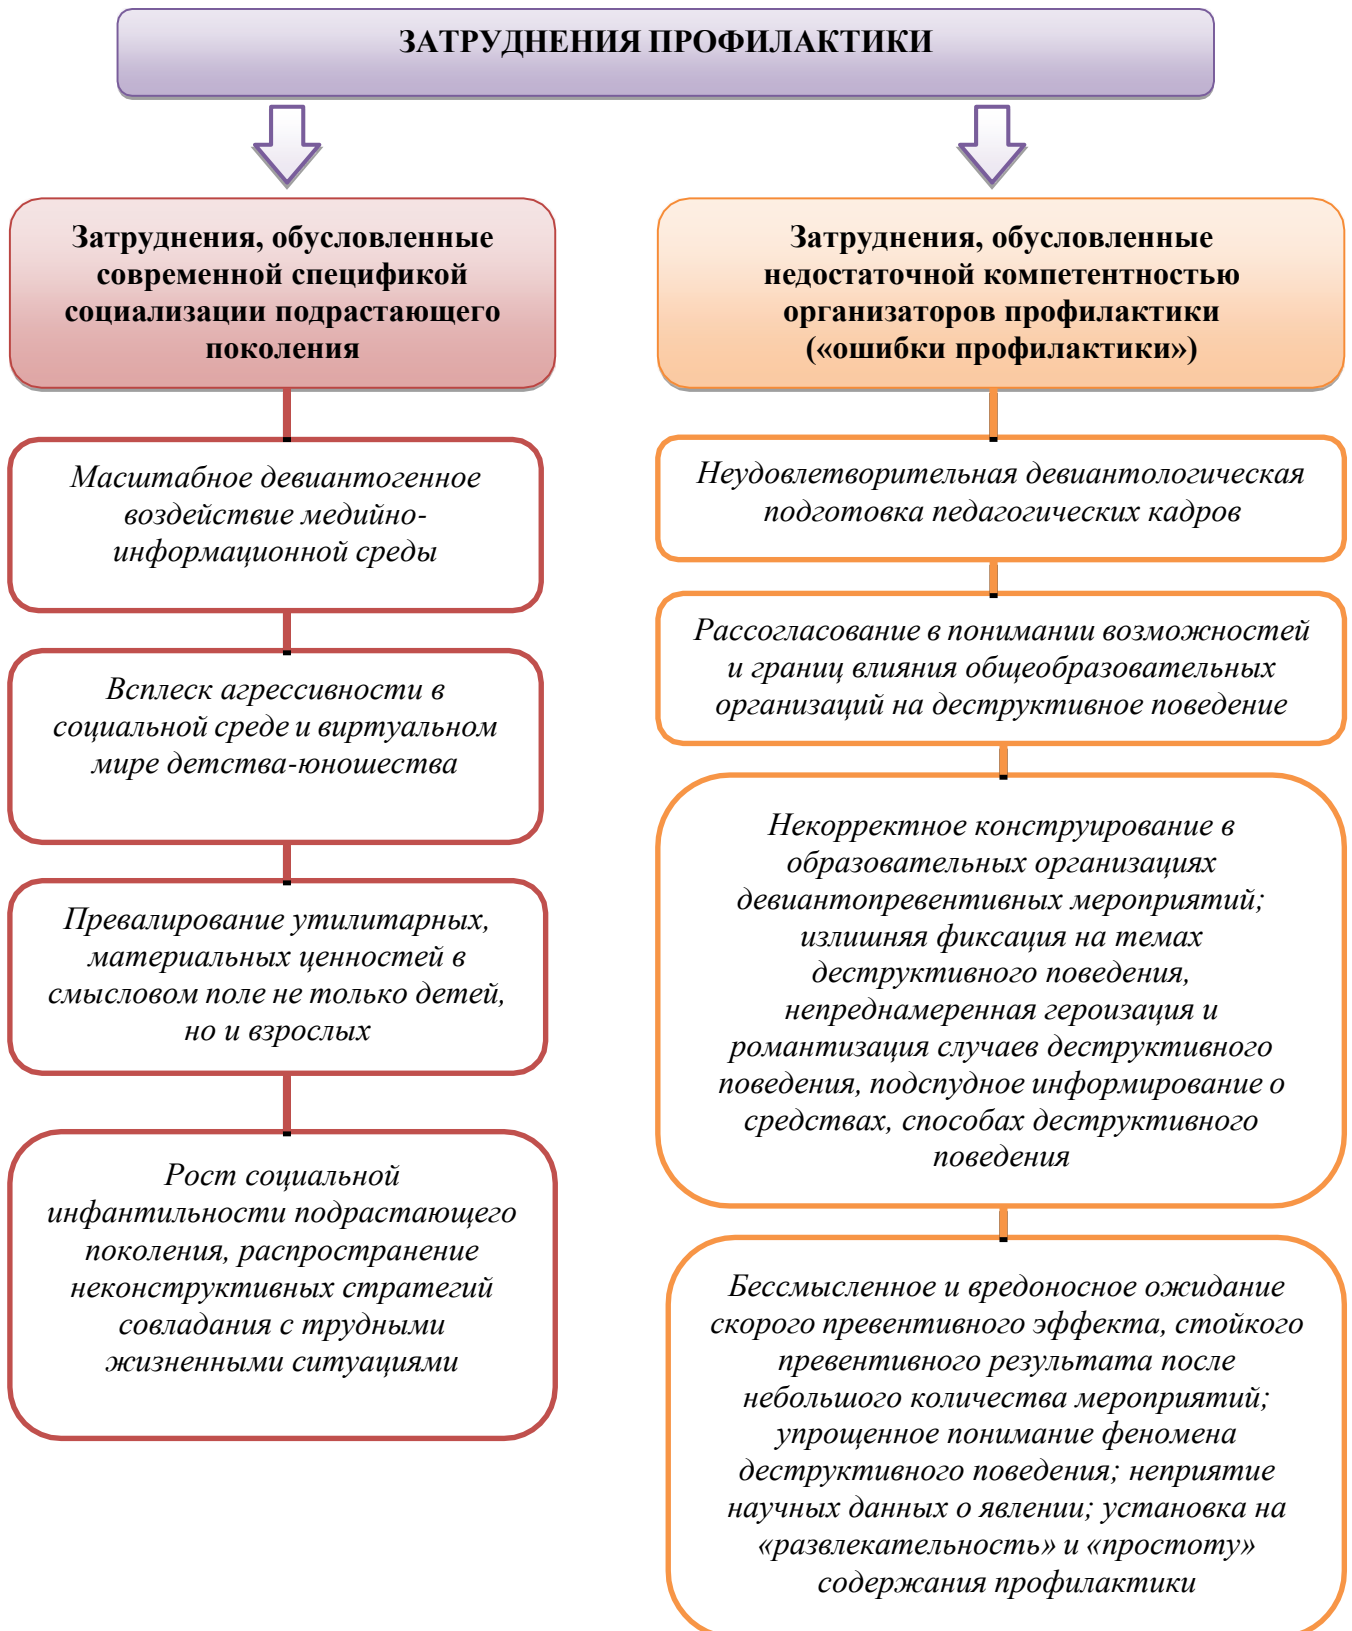 ЗАТРУДНЕНИЯ ПРОФИЛАКТИКИ
Затруднения, обусловленные
современной спецификой
социализации подрастающего
поколения
Масштабное девиантогенное
воздействие медийно-
информационной среды
Всплеск агрессивности в
социальной среде и виртуальном
мире детства-юношества
Превалирование утилитарных,
материальных ценностей в
смысловом поле не только детей,
но и взрослых
Рост социальной
инфантильности подрастающего
поколения, распространение
неконструктивных стратегий
совладания с трудными
жизненными ситуациями
Затруднения, обусловленные
недостаточной компетентностью
организаторов профилактики
(«ошибки профилактики»)
Неудовлетворительная девиантологическая
подготовка педагогических кадров
Рассогласование в понимании возможностей
и границ влияния общеобразовательных
организаций на деструктивное поведение
Некорректное конструирование в
образовательных организациях
девиантопревентивных мероприятий;
излишняя фиксация на темах
деструктивного поведения,
непреднамеренная героизация и
романтизация случаев деструктивного
поведения, подспудное информирование о
средствах, способах деструктивного
поведения
Бессмысленное и вредоносное ожидание
скорого превентивного эффекта, стойкого
превентивного результата после
небольшого количества мероприятий;
упрощенное понимание феномена
деструктивного поведения; неприятие
научных данных о явлении; установка на
«развлекательность» и «простоту»
содержания профилактики